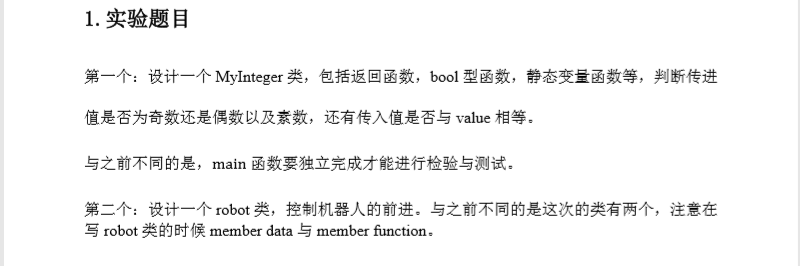 1. 实验题目
第一个：设计一个 MyInteger 类，包括返回函数，bool 型函数，静态变量函数等，判断传进
值是否为奇数还是偶数以及素数，还有传入值是否与 value 相等。
与之前不同的是，main 函数要独立完成才能进行检验与测试。
第二个：设计一个 robot 类，控制机器人的前进。与之前不同的是这次的类有两个，注意在
写 robot 类的时候 member data 与 member function。